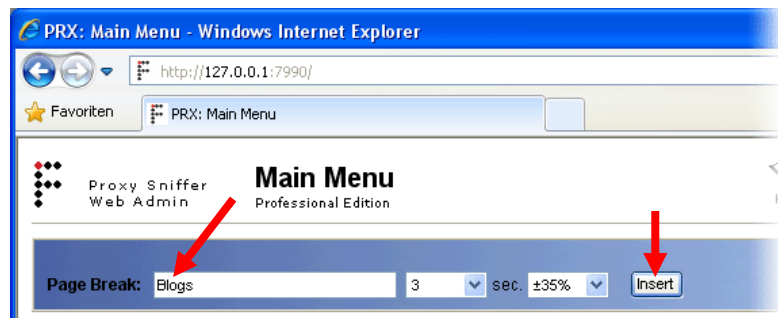 PRX: Main Menu - Windows Internet Explorer
http://127.0.0.1:7990/
Favoriten PRX: Main Menu
Proxy Sniffer Main Menu
Web Admin Professional Edition
Page Break: Blogs 3 sec. ±35% Insert